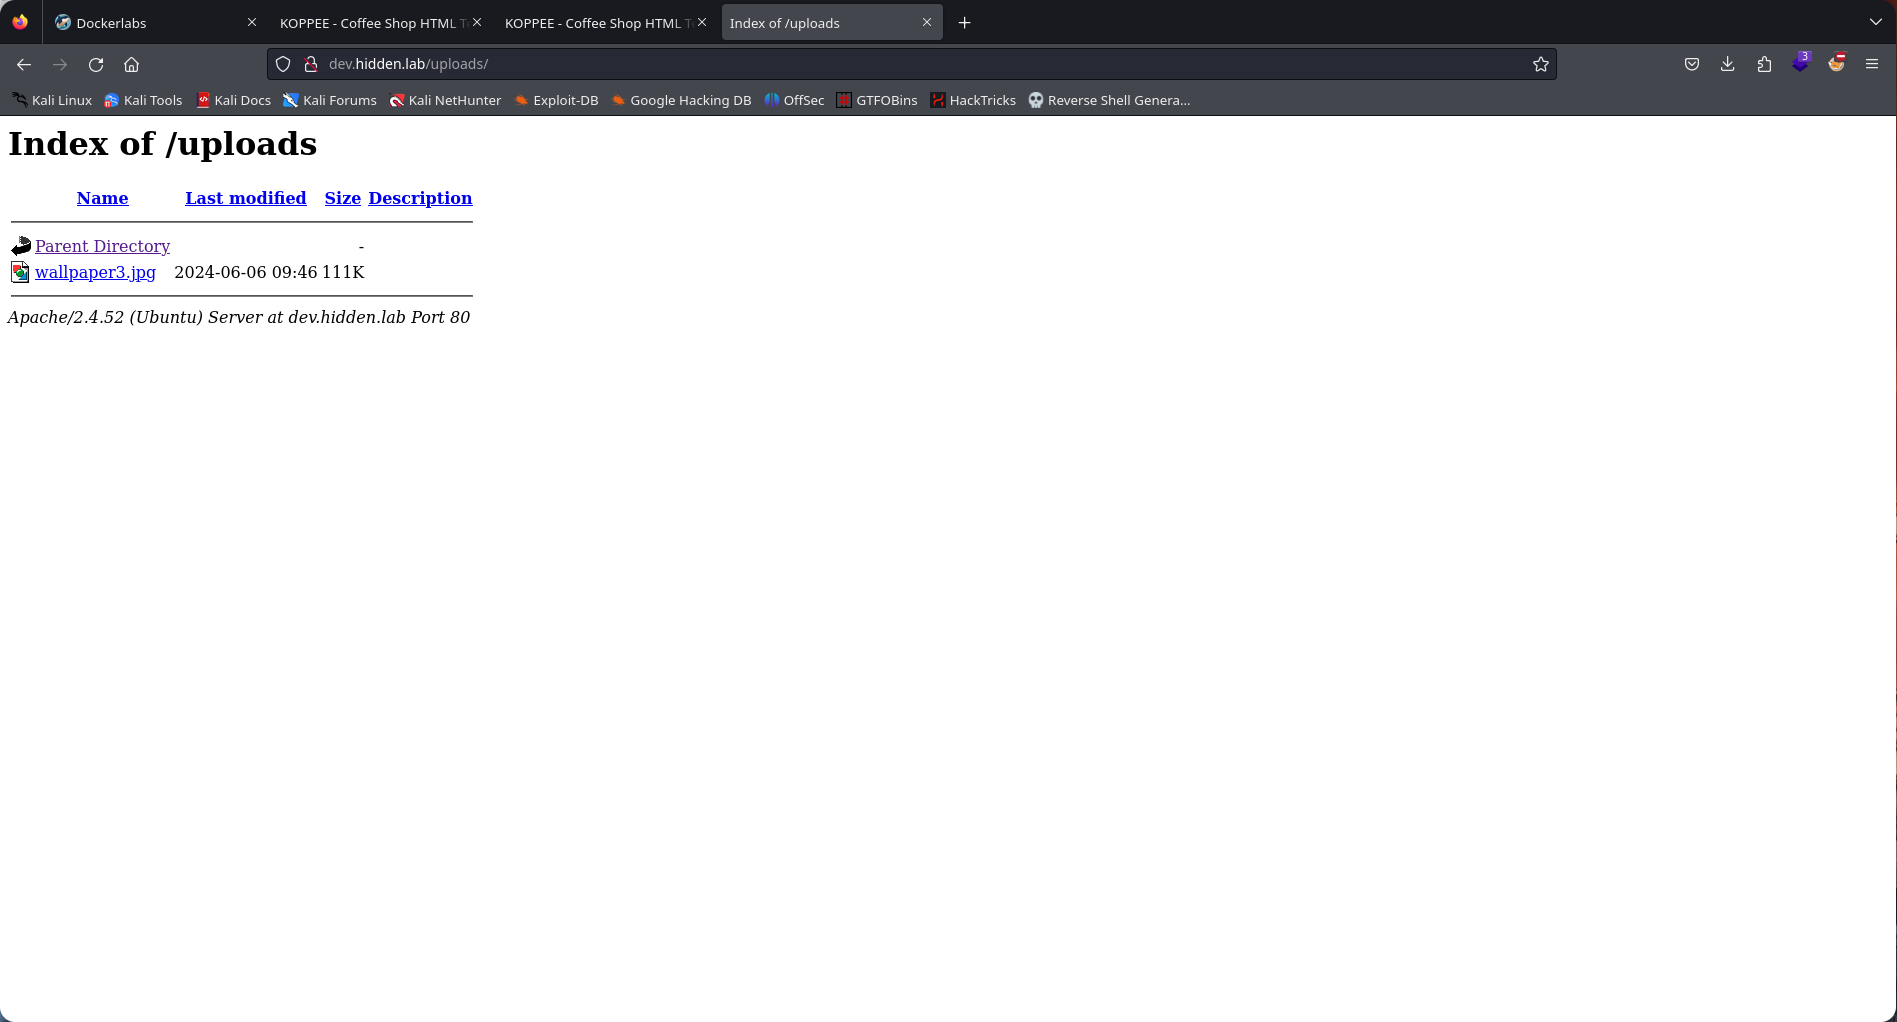 Dockerlabs
KOPPEE - Coffee Shop HTML
KOPPEE - Coffee Shop HTML
Index of /uploads
dev.hidden.lab/uploads/
3
Kali Linux Kali Tools Kali Docs Kali Forums Kali NetHunter Exploit-DB Google Hacking DB OffSec GTFOBins HackTricks Reverse Shell Genera...
Index of /uploads
Name Last modified Size Description
Parent Directory -
wallpaper3.jpg 2024-06-06 09:46 111K
Apache/2.4.52 (Ubuntu) Server at dev.hidden.lab Port 80